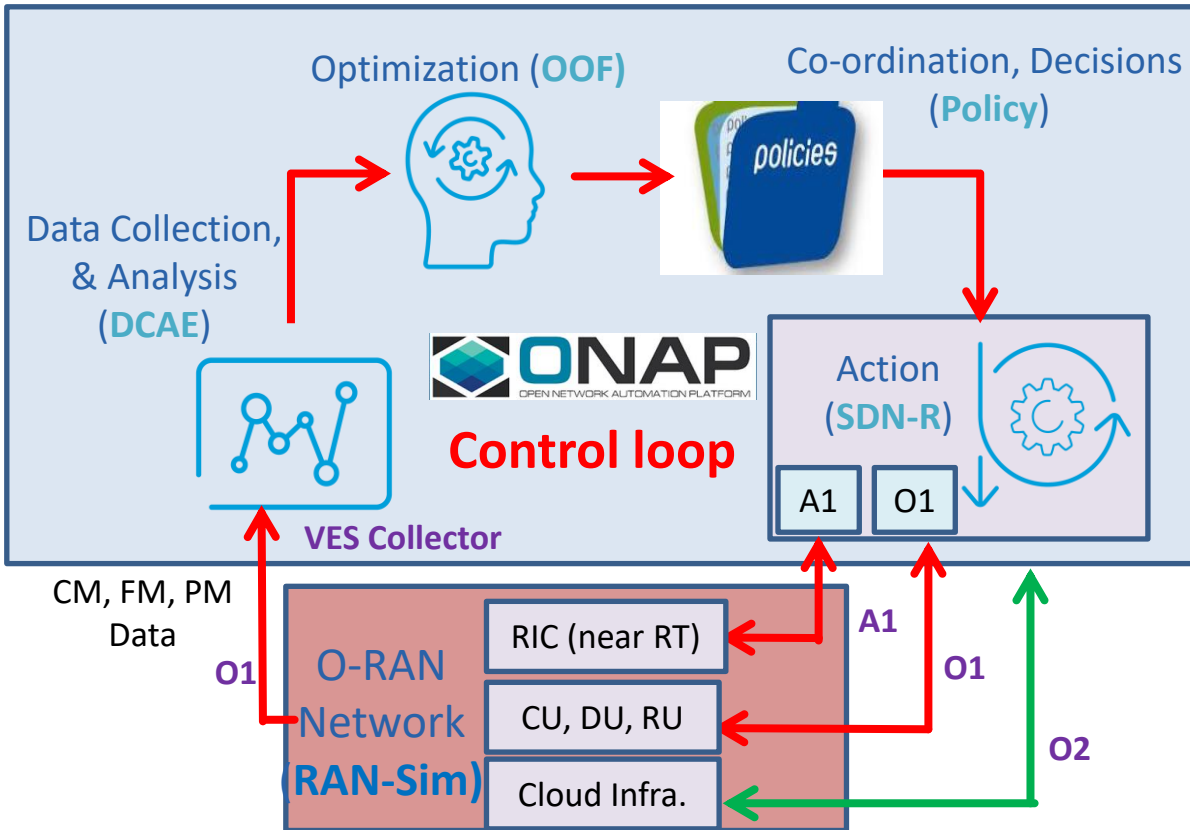 Optimization (OOF)
Co-ordination, Decisions
(Policy)
poli
policies
Data Collection,
& Analysis
(DCAE)
ONAP
OPEN NETWORK AUTOMATION PLATFORM
Control loop
Action
(SDN-R)
A1
O1
VES Collector
CM, FM, PM
Data
O1
O-RAN
Network
(RAN-Sim)
RIC (near RT)
CU, DU, RU
Cloud Infra.
A1
O1
O2